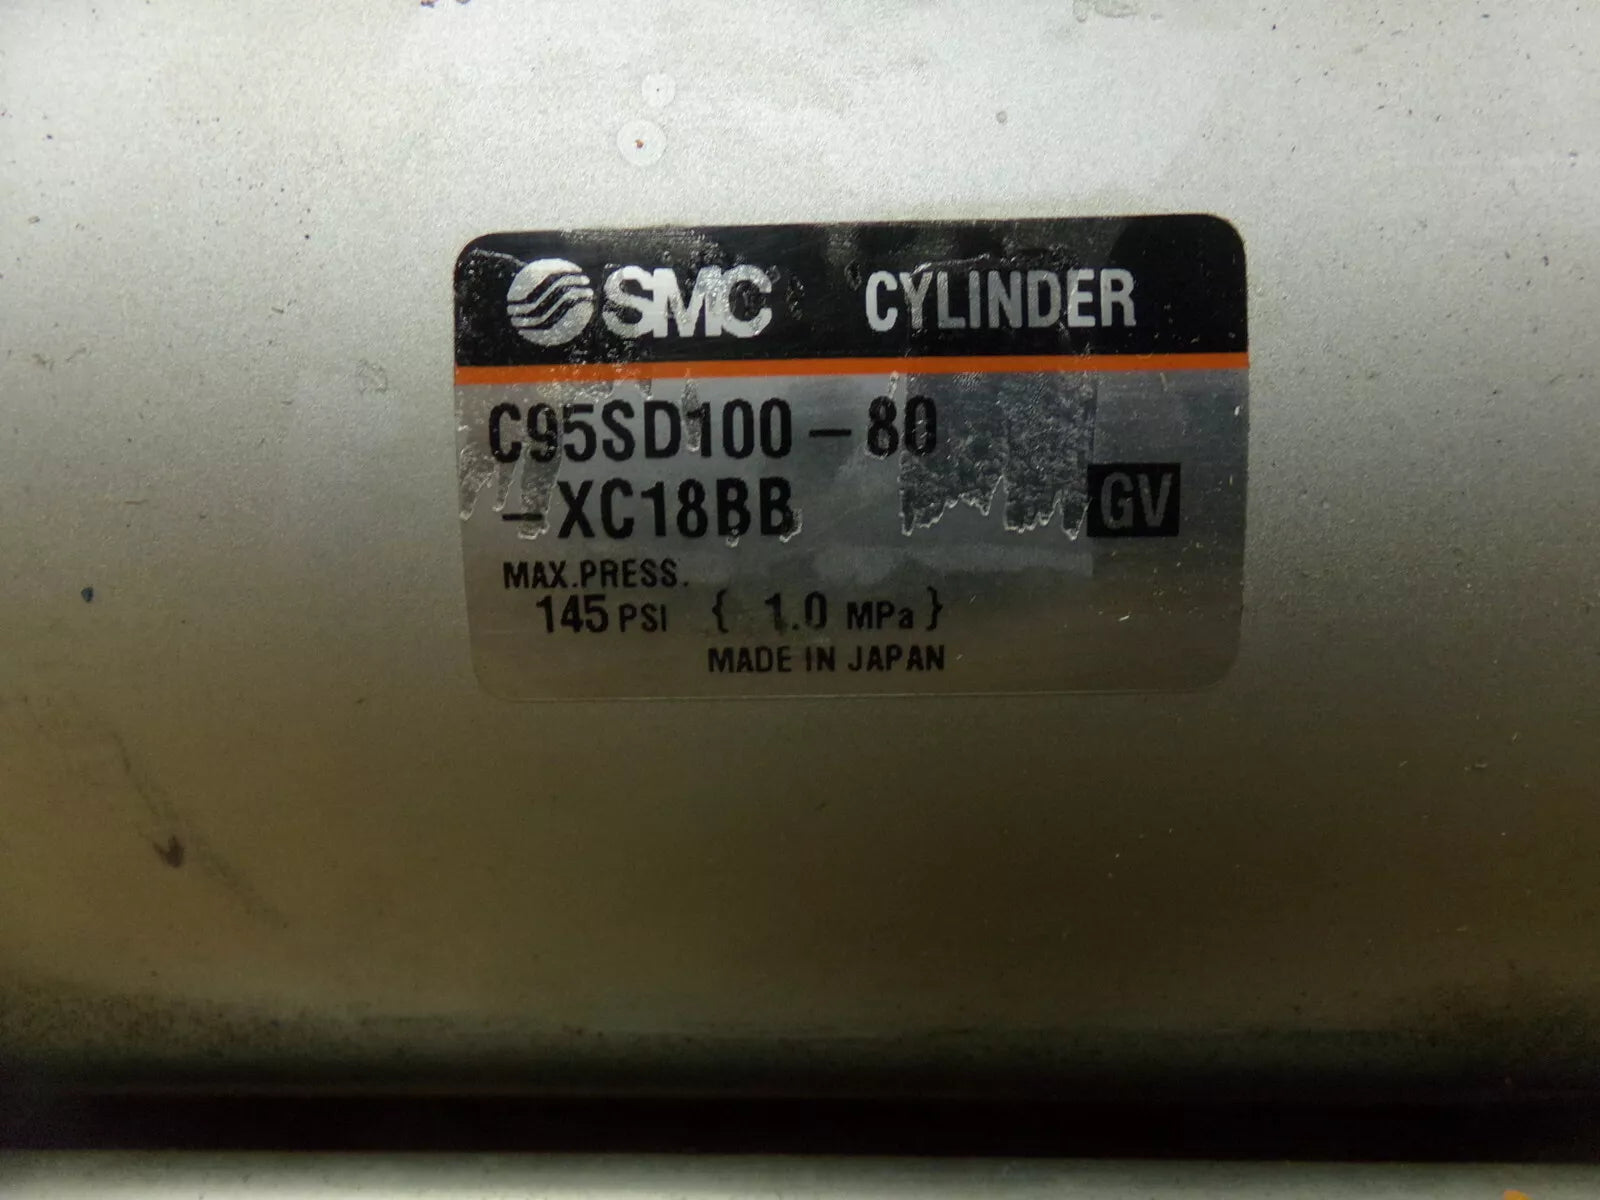 SMC CYLINDER
C95SD100-80
-XC18BB
GV
MAX.PRESS.
145 PSI { 1.0 MPa }
MADE IN JAPAN